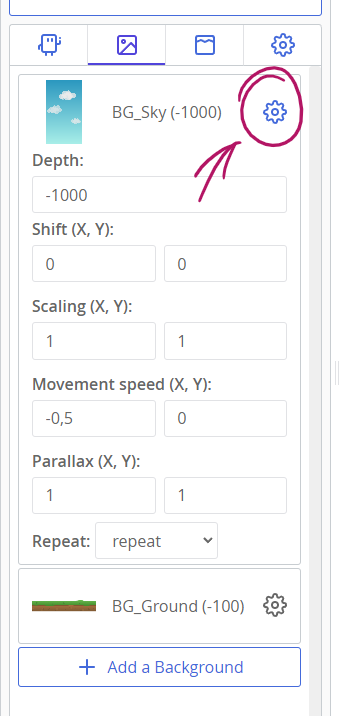 BG_Sky (-1000)
Depth:
-1000
Shift (X, Y):
0 0
Scaling (X, Y):
1 1
Movement speed (X, Y):
-0,5 0
Parallax (X, Y):
1 1
Repeat: repeat
BG_Ground (-100)
Add a Background